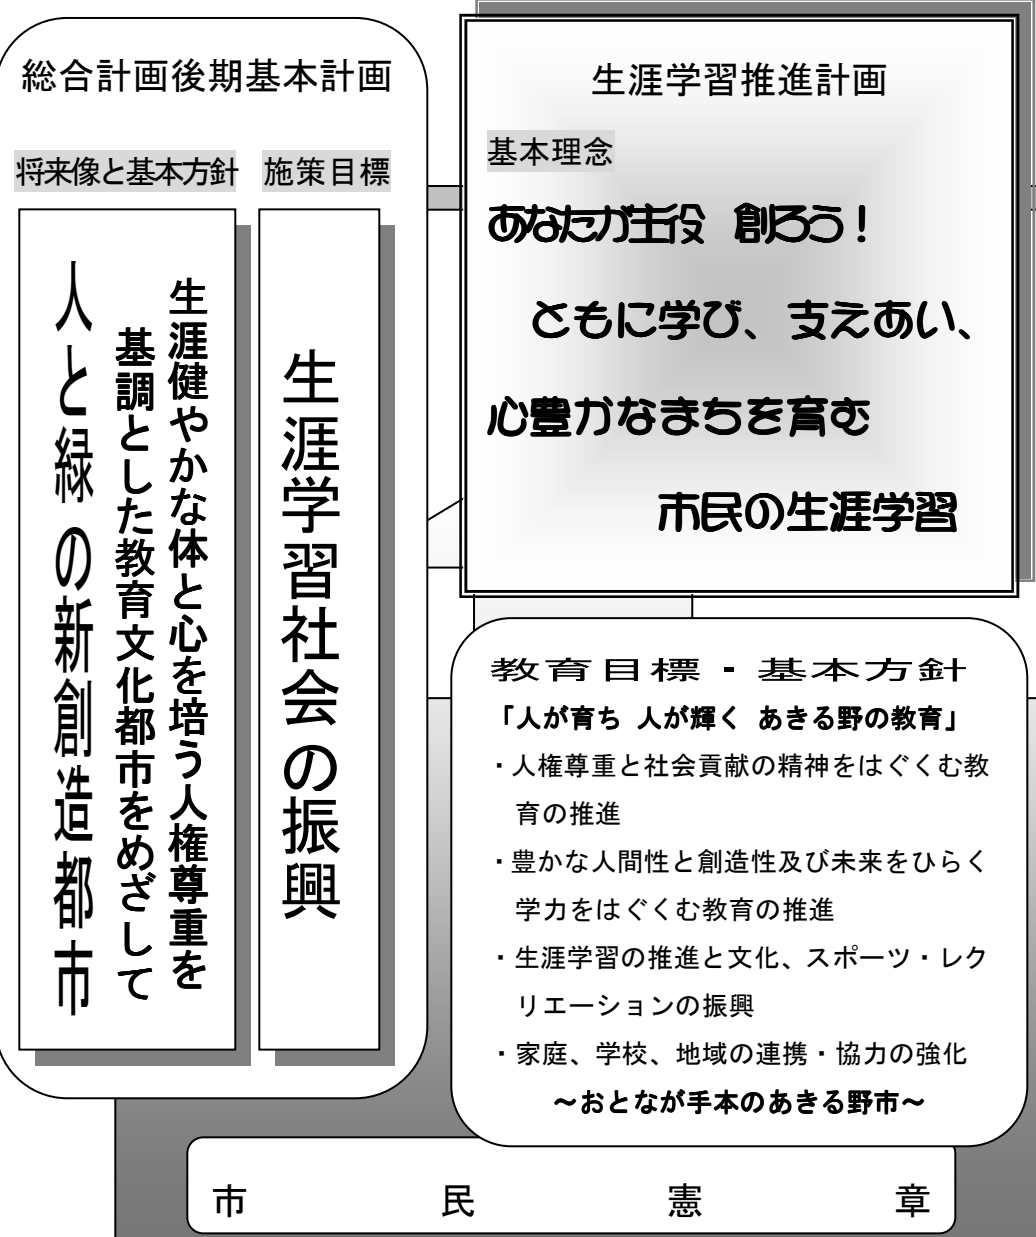 総合計画後期基本計画
将来像と基本方針
施策目標
人と緑の新創造都市
生涯健やかな体と心を培う人権尊重を
基調とした教育文化都市をめざして
生涯学習社会の振興
生涯学習推進計画
基本理念
あなたが主役 創ろう！
ともに学び、支えあい、
心豊かなまちを育む
市民の生涯学習
教育目標・基本方針
「人が育ち 人が輝く あきる野の教育」
・人権尊重と社会貢献の精神をはぐくむ教
育の推進
・豊かな人間性と創造性及び未来をひらく
学力をはぐくむ教育の推進
・生涯学習の推進と文化、スポーツ・レク
リエーションの振興
・家庭、学校、地域の連携・協力の強化
～おとなが手本のあきる野市～
市民憲章